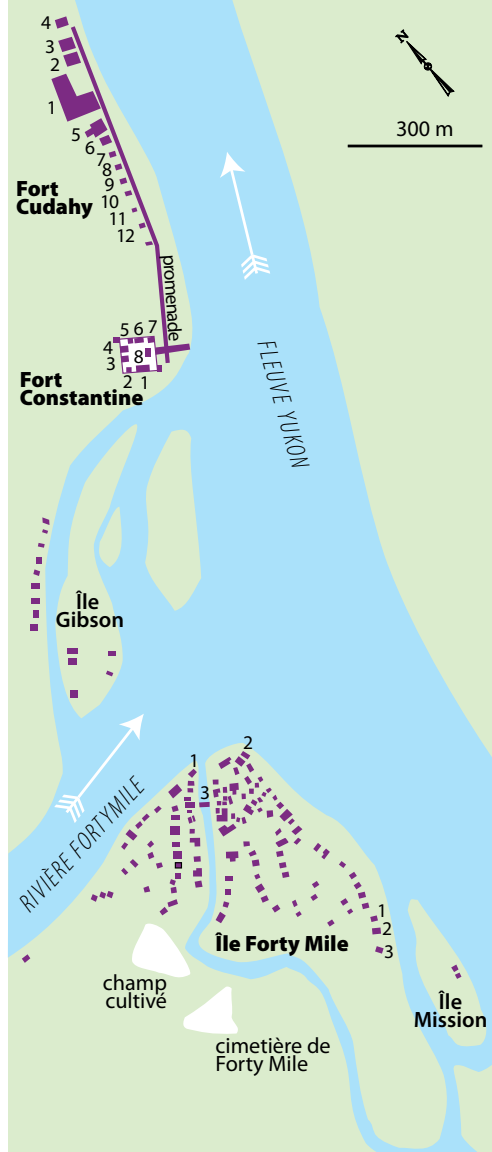 4
3
2
1
5
6
7
8
9
10
11
12
N
300 m
Fort
Cudahy
promenade
5 6 7
4
8
3
2 1
Fort
Constantine
FLEUVE YUKON
Île
Gibson
RIVIÈRE FORTYMILE
1
2
3
1
2
3
Île Forty Mile
champ
cultivé
cimetière de
Forty Mile
Île
Mission